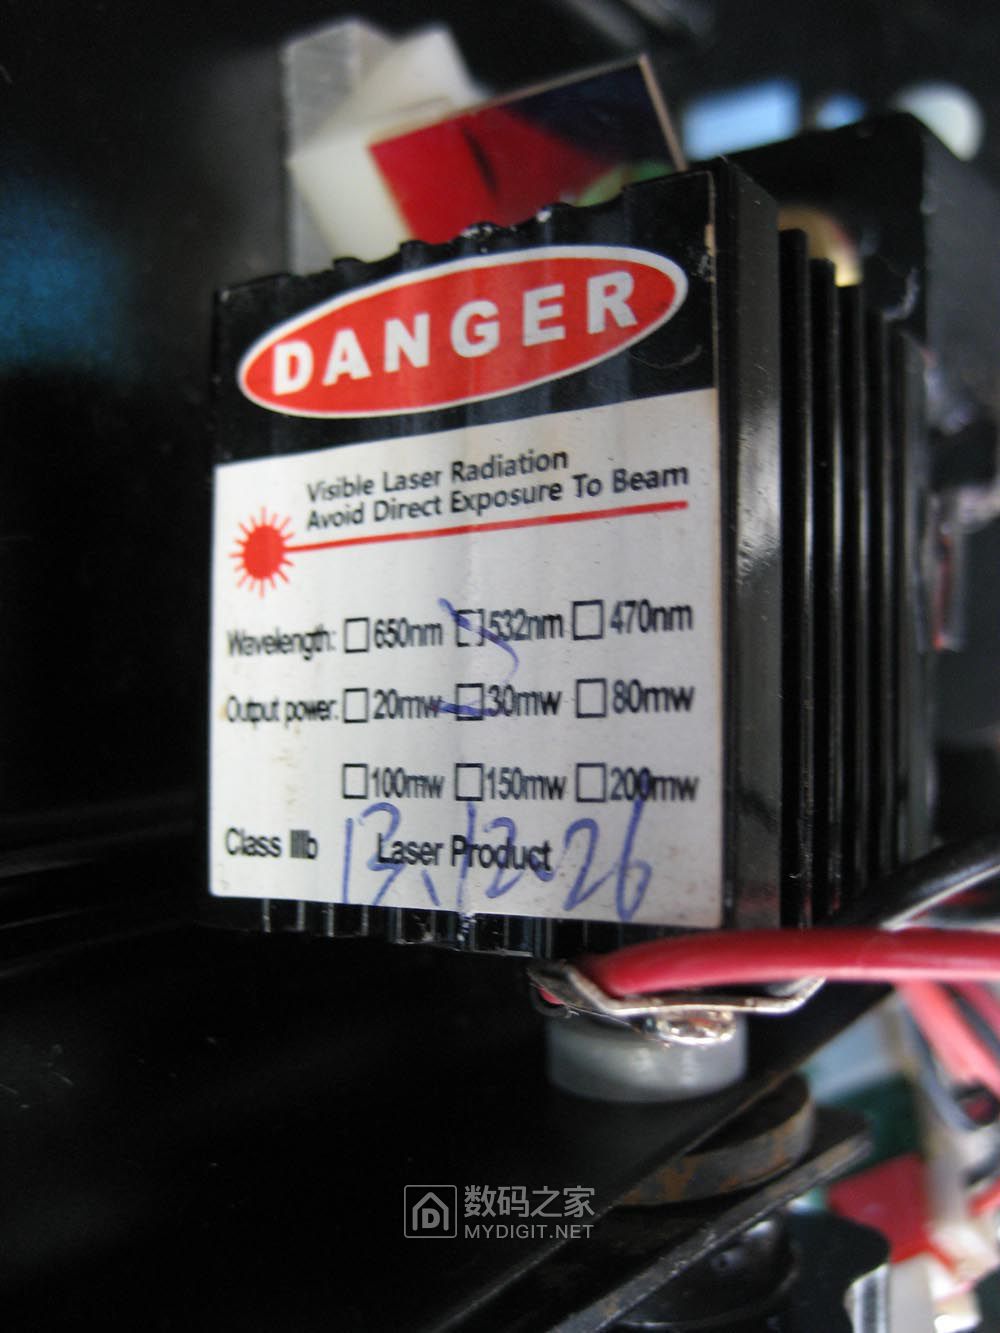 DANGER
Visible Laser Radiation
Avoid Direct Exposure To Beam
Wavelength: □650nm □532nm □470nm
Output power: □20mw □30mw □80mw
□100mw □150mw □200mw
Class IIIb Laser Product
13.12.26
数码之家
MYDIGIT.NET